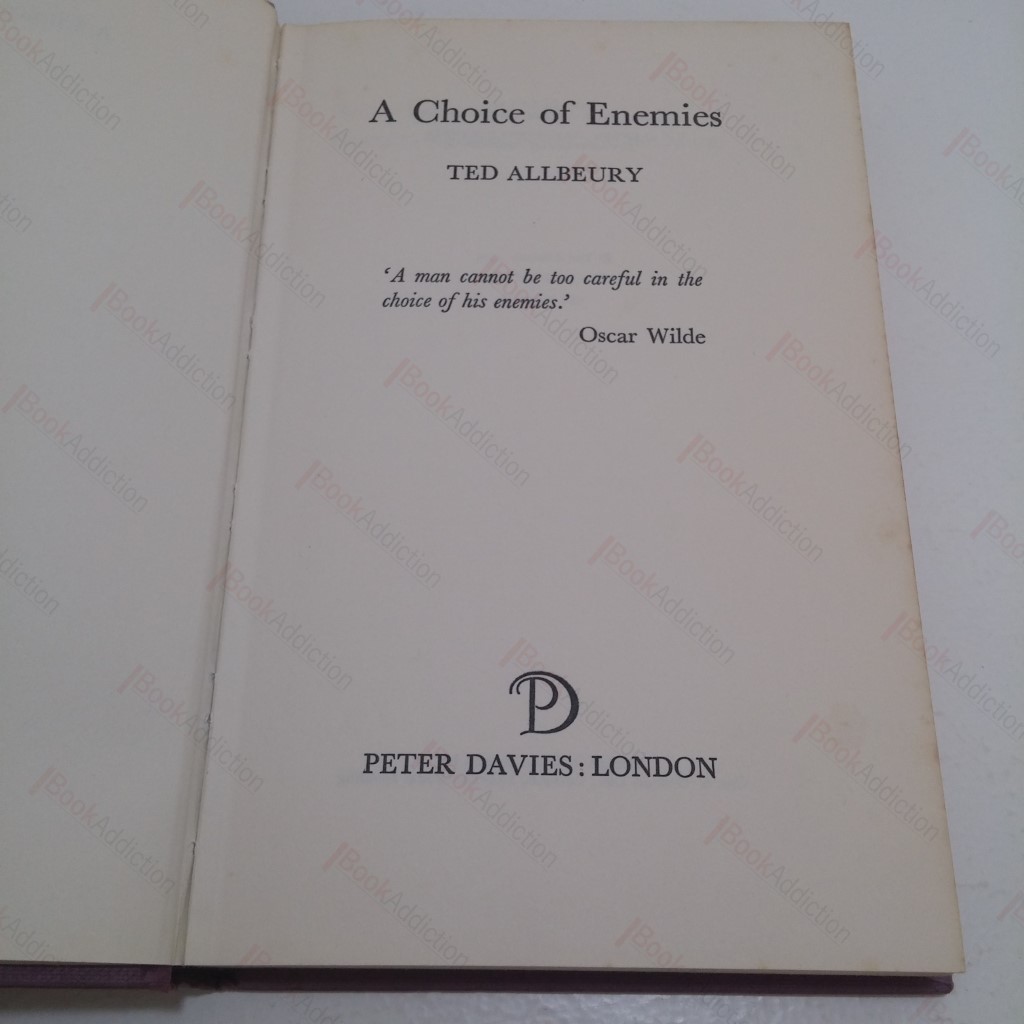 A Choice of Enemies
TED ALLBEURY
‘A man cannot be too careful in the
choice of his enemies.’
Oscar Wilde
PD
PETER DAVIES: LONDON
BookAddiction